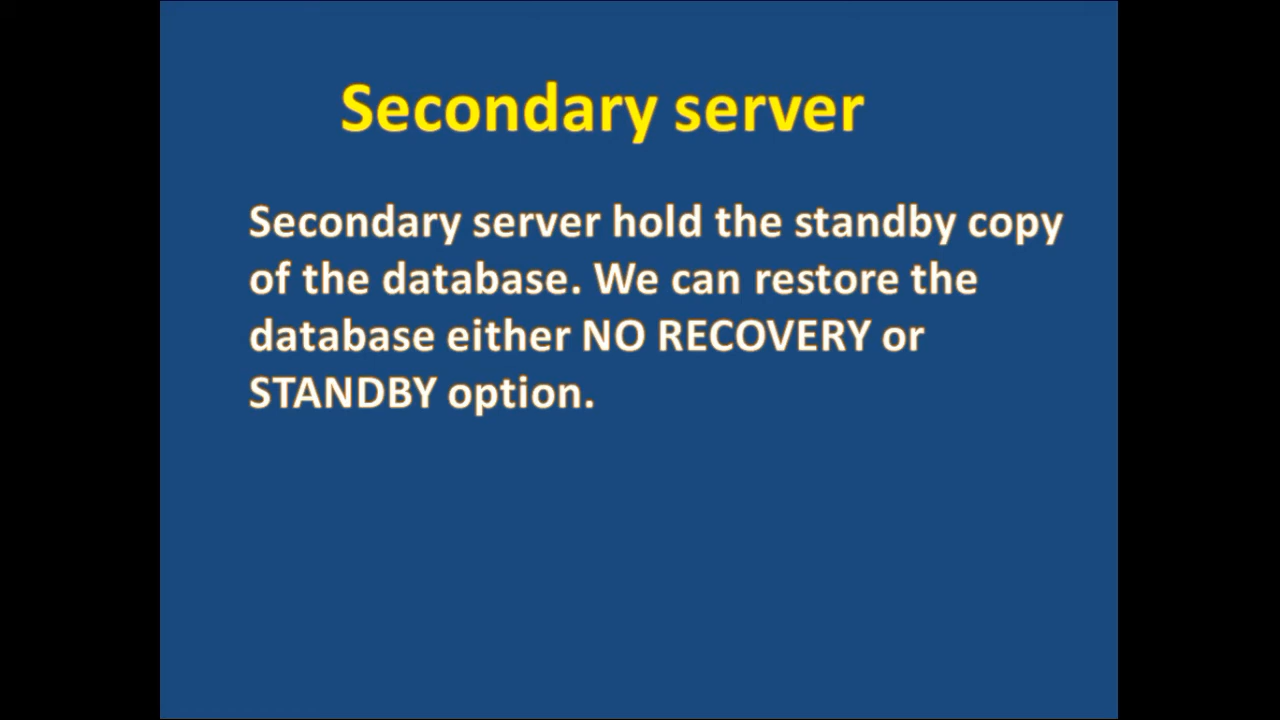 Secondary server
Secondary server hold the standby copy
of the database. We can restore the
database either NO RECOVERY or
STANDBY option.